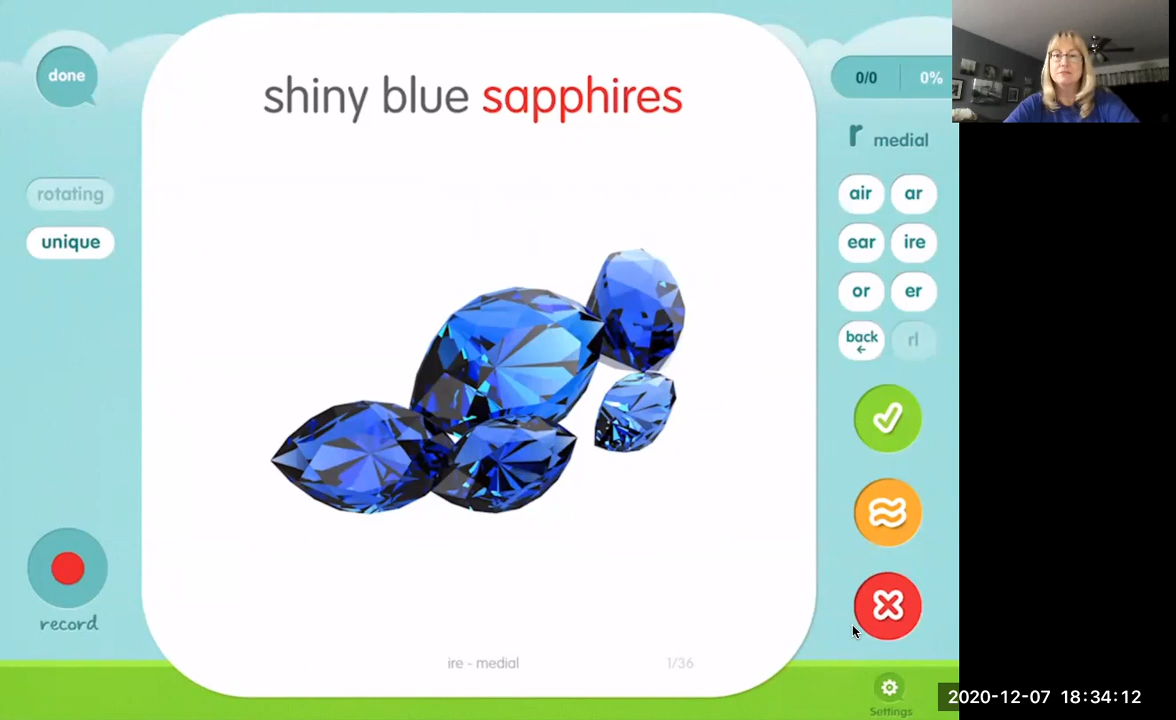 shiny blue sapphires
done
rotating
unique
record
0/0 0%
r medial
air ar
ear ire
or er
back rl
ire - medial 1/36
Settings
2020-12-07 18:34:12